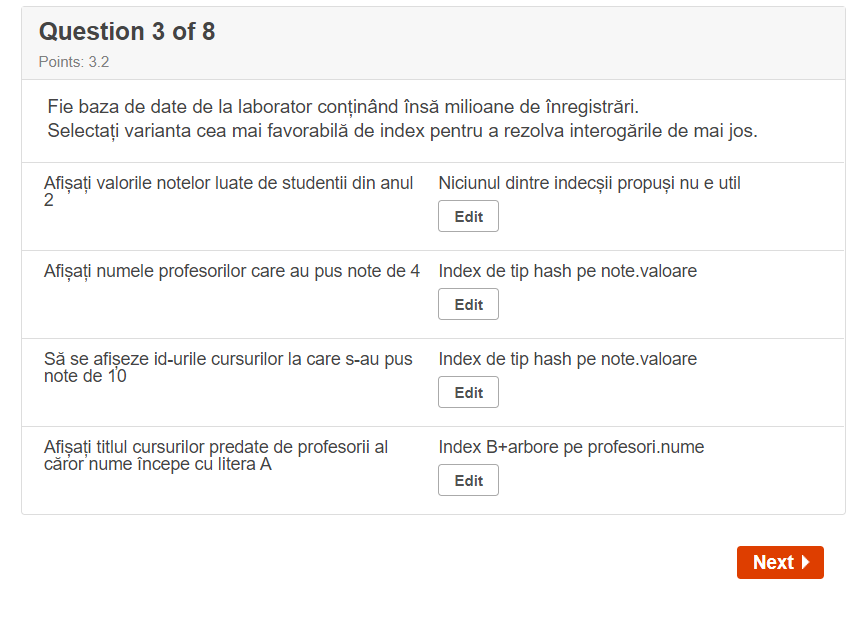 Question 3 of 8
Points: 3.2
Fie baza de date de la laborator conținând însă milioane de înregistrări.
Selectați varianta cea mai favorabilă de index pentru a rezolva interogările de mai jos.
Afișați valorile notelor luate de studentii din anul
2
Niciunul dintre indecșii propuși nu e util
Edit
Afișați numele profesorilor care au pus note de 4
Index de tip hash pe note.valoare
Edit
Să se afișeze id-urile cursurilor la care s-au pus
note de 10
Index de tip hash pe note.valoare
Edit
Afișați titlul cursurilor predate de profesorii al
căror nume începe cu litera A
Index B+arbore pe profesori.nume
Edit
Next